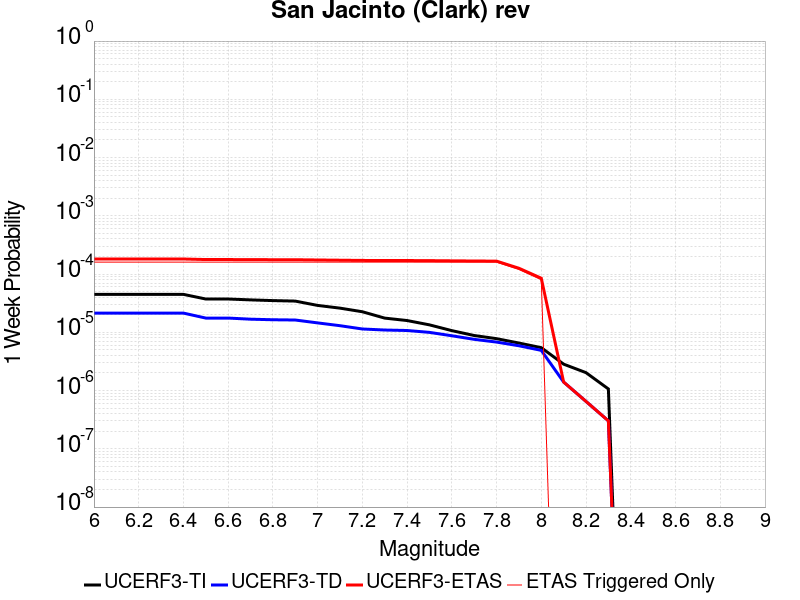 San Jacinto (Clark) rev
10^0
10^-1
10^-2
10^-3
10^-4
10^-5
10^-6
10^-7
10^-8
1 Week Probability
6 6.2 6.4 6.6 6.8 7 7.2 7.4 7.6 7.8 8 8.2 8.4 8.6 8.8 9
Magnitude
UCERF3-TI UCERF3-TD UCERF3-ETAS ETAS Triggered Only